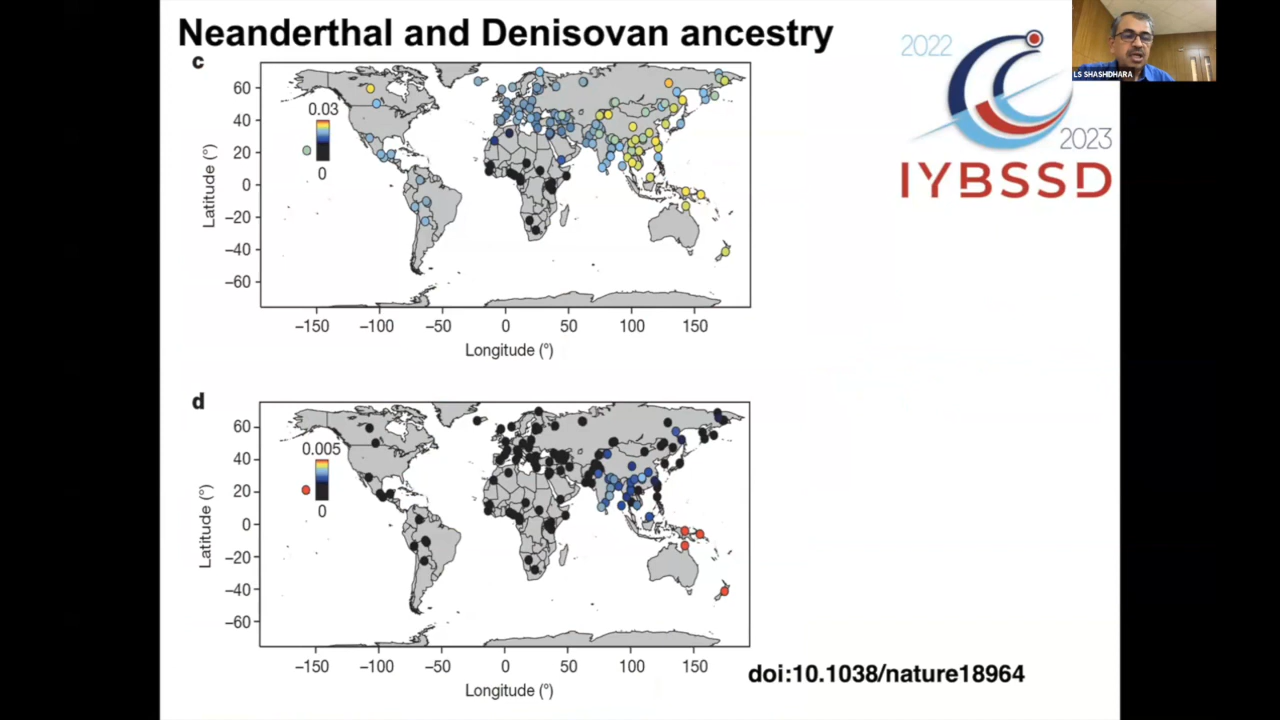 Neanderthal and Denisovan ancestry
LS SHASHDHARA
2022
2023
IYBSSD
c
0.03
0
60
40
20
0
−20
−40
−60
Latitude (°)
−150 −100 −50 0 50 100 150
Longitude (°)
d
0.005
0
60
40
20
0
−20
−40
−60
Latitude (°)
−150 −100 −50 0 50 100 150
Longitude (°)
doi:10.1038/nature18964